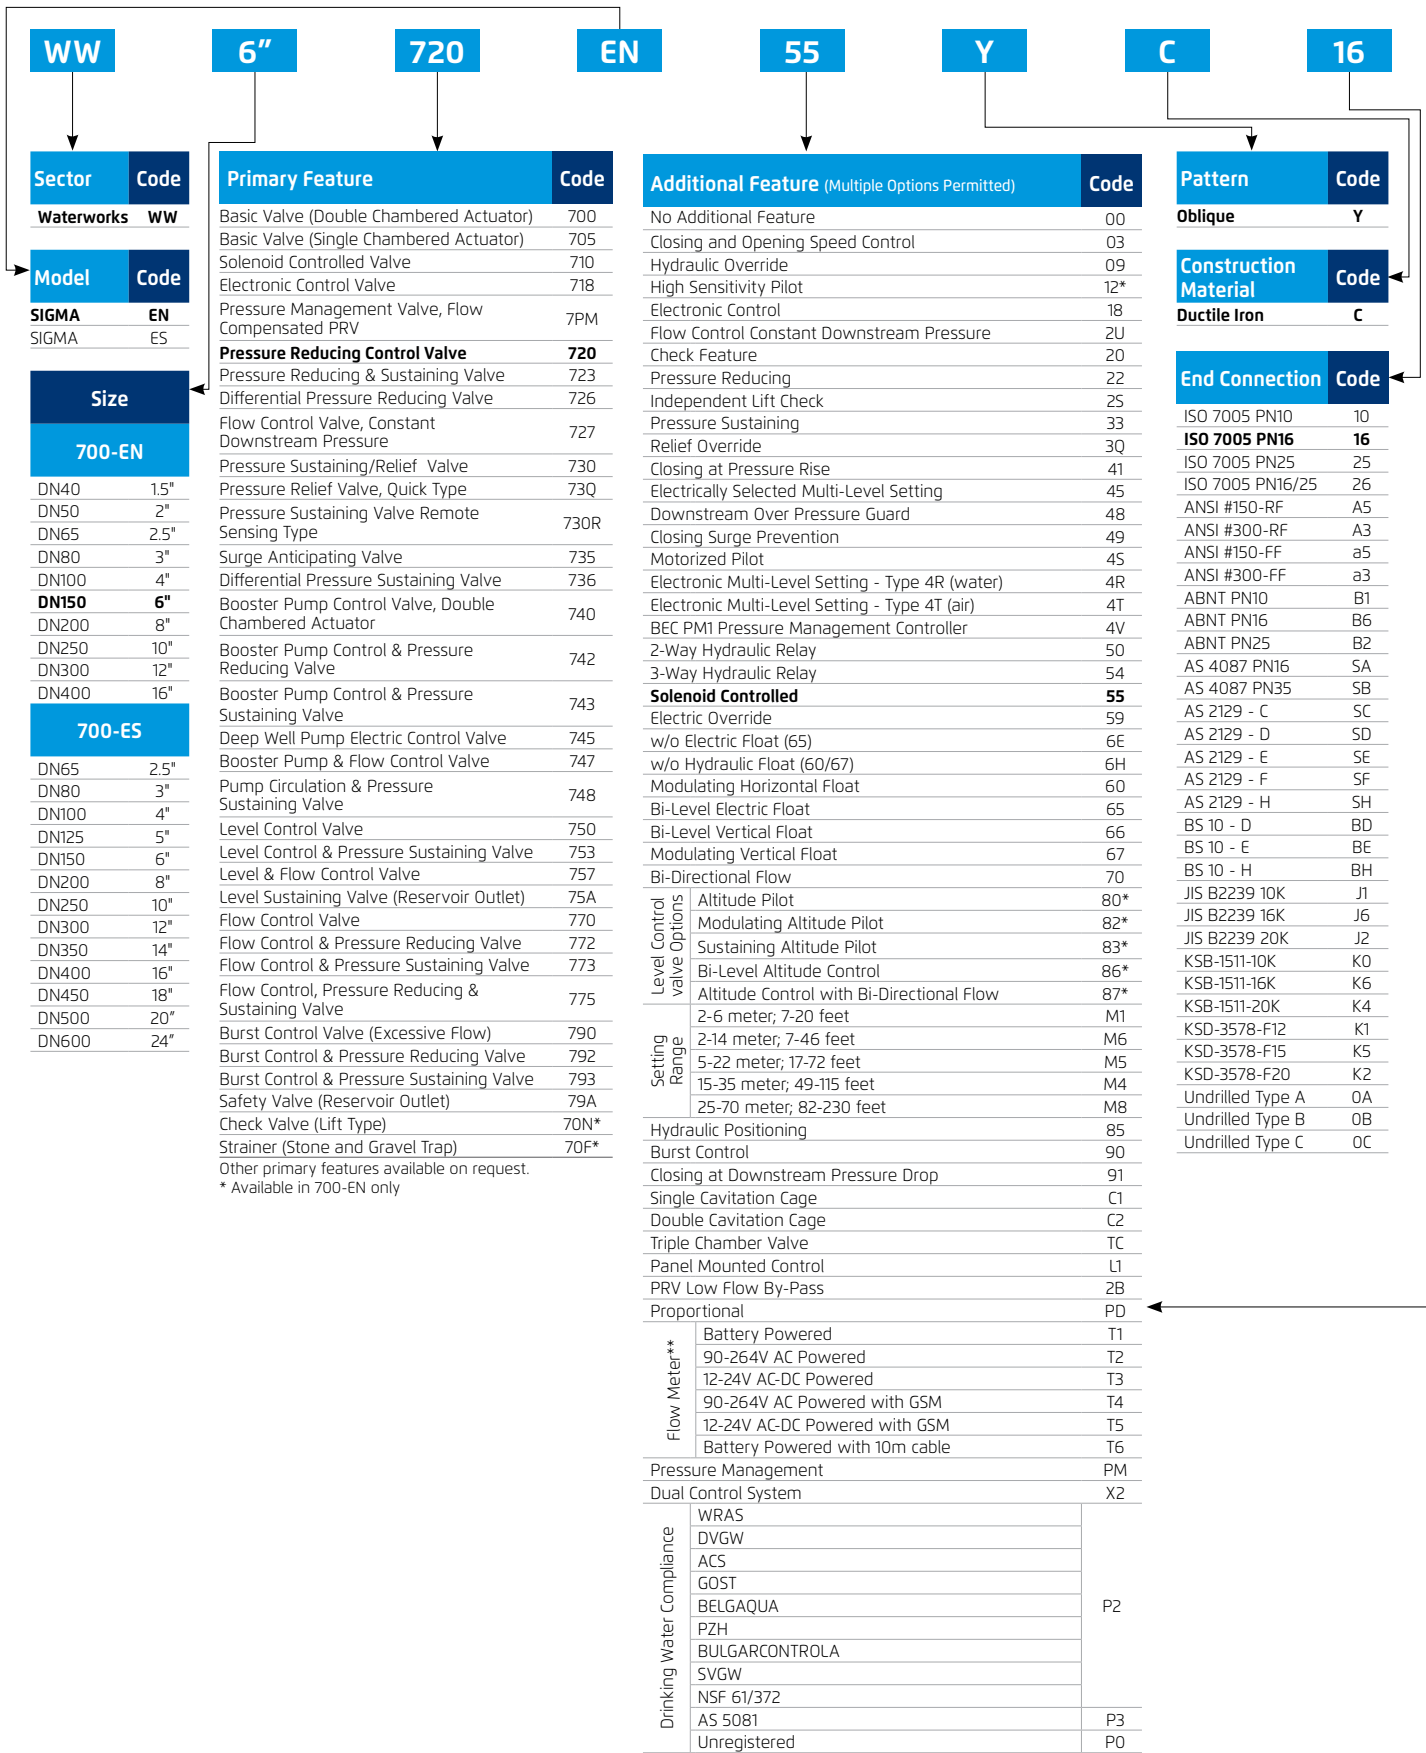 WW 6″ 720 EN 55 Y C 16
Sector Code
Waterworks WW
Model Code
SIGMA EN
SIGMA ES
Size
700-EN
DN40 1.5"
DN50 2"
DN65 2.5"
DN80 3"
DN100 4"
DN150 6"
DN200 8"
DN250 10"
DN300 12"
DN400 16"
700-ES
DN65 2.5"
DN80 3"
DN100 4"
DN125 5"
DN150 6"
DN200 8"
DN250 10"
DN300 12"
DN350 14"
DN400 16"
DN450 18"
DN500 20″
DN600 24″
Primary Feature Code
Basic Valve (Double Chambered Actuator) 700
Basic Valve (Single Chambered Actuator) 705
Solenoid Controlled Valve 710
Electronic Control Valve 718
Pressure Management Valve, Flow
Compensated PRV 7PM
Pressure Reducing Control Valve 720
Pressure Reducing & Sustaining Valve 723
Differential Pressure Reducing Valve 726
Flow Control Valve, Constant
Downstream Pressure 727
Pressure Sustaining/Relief Valve 730
Pressure Relief Valve, Quick Type 73Q
Pressure Sustaining Valve Remote
Sensing Type 730R
Surge Anticipating Valve 735
Differential Pressure Sustaining Valve 736
Booster Pump Control Valve, Double
Chambered Actuator 740
Booster Pump Control & Pressure
Reducing Valve 742
Booster Pump Control & Pressure
Sustaining Valve 743
Deep Well Pump Electric Control Valve 745
Booster Pump & Flow Control Valve 747
Pump Circulation & Pressure
Sustaining Valve 748
Level Control Valve 750
Level Control & Pressure Sustaining Valve 753
Level & Flow Control Valve 757
Level Sustaining Valve (Reservoir Outlet) 75A
Flow Control Valve 770
Flow Control & Pressure Reducing Valve 772
Flow Control & Pressure Sustaining Valve 773
Flow Control, Pressure Reducing &
Sustaining Valve 775
Burst Control Valve (Excessive Flow) 790
Burst Control & Pressure Reducing Valve 792
Burst Control & Pressure Sustaining Valve 793
Safety Valve (Reservoir Outlet) 79A
Check Valve (Lift Type) 70N*
Strainer (Stone and Gravel Trap) 70F*
Other primary features available on request.
* Available in 700-EN only
Additional Feature (Multiple Options Permitted) Code
No Additional Feature 00
Closing and Opening Speed Control 03
Hydraulic Override 09
High Sensitivity Pilot 12*
Electronic Control 18
Flow Control Constant Downstream Pressure 2U
Check Feature 20
Pressure Reducing 22
Independent Lift Check 2S
Pressure Sustaining 33
Relief Override 3Q
Closing at Pressure Rise 41
Electrically Selected Multi-Level Setting 45
Downstream Over Pressure Guard 48
Closing Surge Prevention 49
Motorized Pilot 4S
Electronic Multi-Level Setting - Type 4R (water) 4R
Electronic Multi-Level Setting - Type 4T (air) 4T
BEC PM1 Pressure Management Controller 4V
2-Way Hydraulic Relay 50
3-Way Hydraulic Relay 54
Solenoid Controlled 55
Electric Override 59
w/o Electric Float (65) 6E
w/o Hydraulic Float (60/67) 6H
Modulating Horizontal Float 60
Bi-Level Electric Float 65
Bi-Level Vertical Float 66
Modulating Vertical Float 67
Bi-Directional Flow 70
Level Control
valve Options
Altitude Pilot 80*
Modulating Altitude Pilot 82*
Sustaining Altitude Pilot 83*
Bi-Level Altitude Control 86*
Altitude Control with Bi-Directional Flow 87*
Setting
Range
2-6 meter; 7-20 feet M1
2-14 meter; 7-46 feet M6
5-22 meter; 17-72 feet M5
15-35 meter; 49-115 feet M4
25-70 meter; 82-230 feet M8
Hydraulic Positioning 85
Burst Control 90
Closing at Downstream Pressure Drop 91
Single Cavitation Cage C1
Double Cavitation Cage C2
Triple Chamber Valve TC
Panel Mounted Control L1
PRV Low Flow By-Pass 2B
Proportional PD
Flow Meter**
Battery Powered T1
90-264V AC Powered T2
12-24V AC-DC Powered T3
90-264V AC Powered with GSM T4
12-24V AC-DC Powered with GSM T5
Battery Powered with 10m cable T6
Pressure Management PM
Dual Control System X2
Drinking Water Compliance
WRAS
DVGW
ACS
GOST
BELGAQUA P2
PZH
BULGARCONTROLA
SVGW
NSF 61/372
AS 5081 P3
Unregistered P0
Pattern Code
Oblique Y
Construction
Material Code
Ductile Iron C
End Connection Code
ISO 7005 PN10 10
ISO 7005 PN16 16
ISO 7005 PN25 25
ISO 7005 PN16/25 26
ANSI #150-RF A5
ANSI #300-RF A3
ANSI #150-FF a5
ANSI #300-FF a3
ABNT PN10 B1
ABNT PN16 B6
ABNT PN25 B2
AS 4087 PN16 SA
AS 4087 PN35 SB
AS 2129 - C SC
AS 2129 - D SD
AS 2129 - E SE
AS 2129 - F SF
AS 2129 - H SH
BS 10 - D BD
BS 10 - E BE
BS 10 - H BH
JIS B2239 10K J1
JIS B2239 16K J6
JIS B2239 20K J2
KSB-1511-10K K0
KSB-1511-16K K6
KSB-1511-20K K4
KSD-3578-F12 K1
KSD-3578-F15 K5
KSD-3578-F20 K2
Undrilled Type A 0A
Undrilled Type B 0B
Undrilled Type C 0C